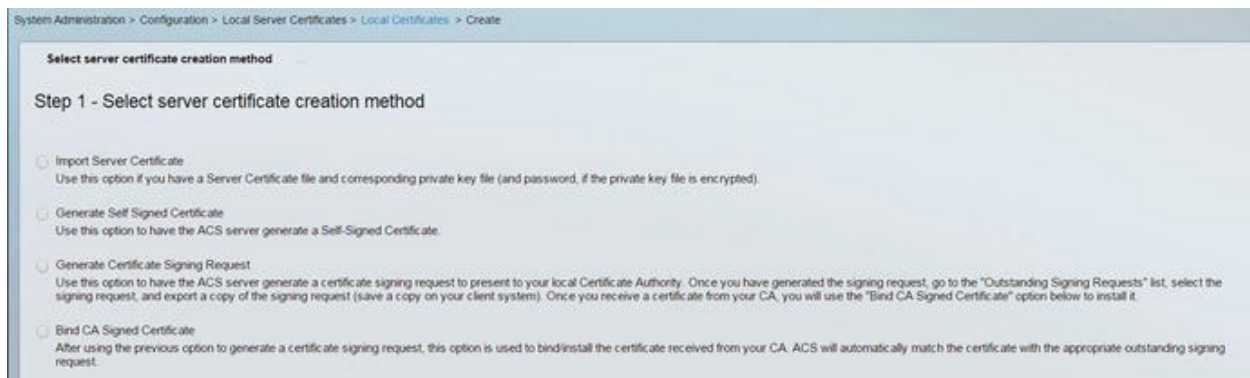 System Administration > Configuration > Local Server Certificates > Local Certificates > Create
Select server certificate creation method
Step 1 - Select server certificate creation method
Import Server Certificate
Use this option if you have a Server Certificate file and corresponding private key file (and password, if the private key file is encrypted).
Generate Self Signed Certificate
Use this option to have the ACS server generate a Self-Signed Certificate.
Generate Certificate Signing Request
Use this option to have the ACS server generate a certificate signing request to present to your local Certificate Authority. Once you have generated the signing request, go to the "Outstanding Signing Requests" list, select the
signing request, and export a copy of the signing request (save a copy on your client system). Once you receive a certificate from your CA, you will use the "Bind CA Signed Certificate" option below to install it.
Bind CA Signed Certificate
After using the previous option to generate a certificate signing request, this option is used to bind/install the certificate received from your CA. ACS will automatically match the certificate with the appropriate outstanding signing
request.